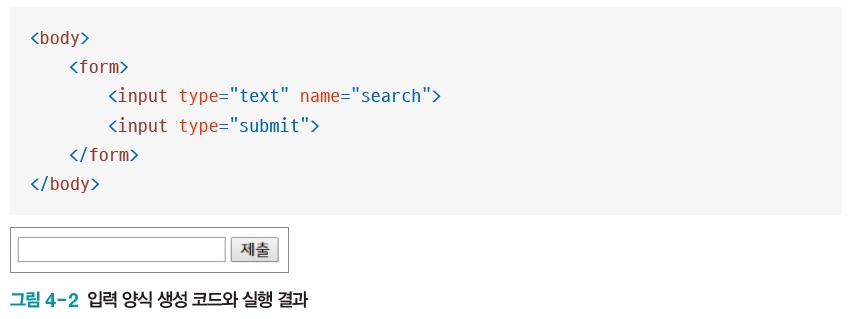 <body>
<form>
<input type="text" name="search">
<input type="submit">
</form>
</body>
제출
그림 4-2 입력 양식 생성 코드와 실행 결과